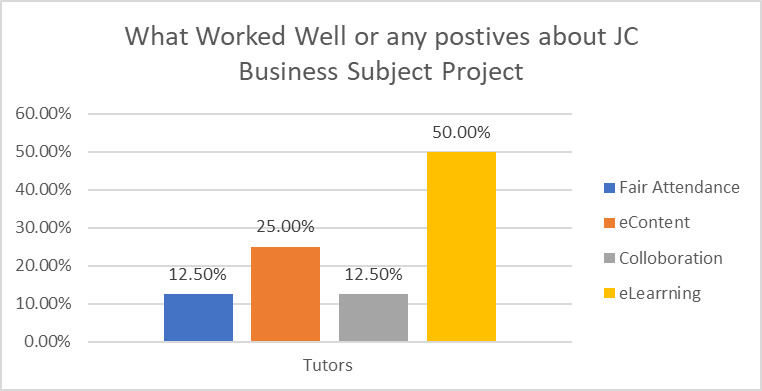 What Worked Well or any postives about JC
Business Subject Project
60.00%
50.00%
40.00%
30.00%
20.00%
10.00%
0.00%
12.50%
25.00%
12.50%
50.00%
Tutors
Fair Attendance
eContent
Colloboration
eLearrning